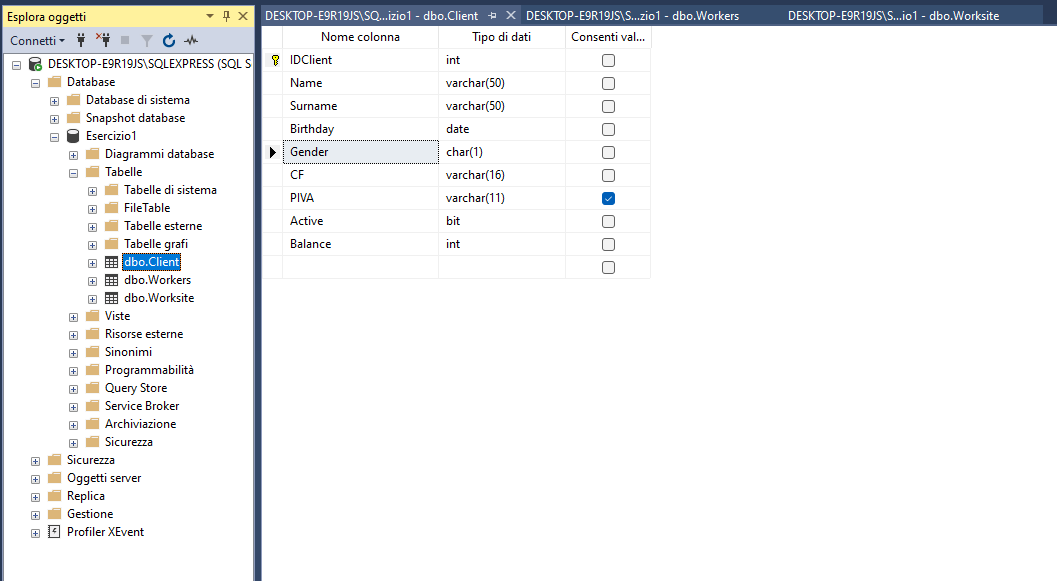 Esplora oggetti
Connetti
DESKTOP-E9R19JS\SQLEXPRESS (SQL S
Database
Database di sistema
Snapshot database
Esercizio1
Diagrammi database
Tabelle
Tabelle di sistema
FileTable
Tabelle esterne
Tabelle grafi
dbo.Client
dbo.Workers
dbo.Worksite
Viste
Risorse esterne
Sinonimi
Programmabilità
Query Store
Service Broker
Archiviazione
Sicurezza
Sicurezza
Oggetti server
Replica
Gestione
Profiler XEvent
DESKTOP-E9R19JS\SQ...izio1 - dbo.Client DESKTOP-E9R19JS\S...zio1 - dbo.Workers DESKTOP-E9R19JS\S...io1 - dbo.Worksite
Nome colonna Tipo di dati Consenti val...
IDClient int
Name varchar(50)
Surname varchar(50)
Birthday date
Gender char(1)
CF varchar(16)
PIVA varchar(11)
Active bit
Balance int